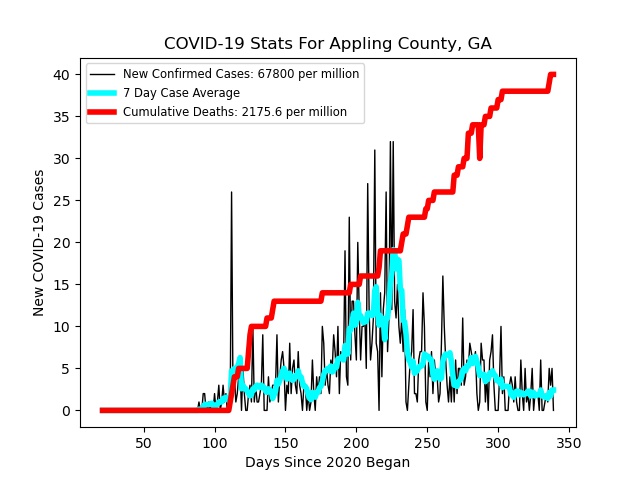 COVID-19 Stats For Appling County, GA
New Confirmed Cases: 67800 per million
7 Day Case Average
Cumulative Deaths: 2175.6 per million
40
35
30
25
20
15
10
5
0
New COVID-19 Cases
50 100 150 200 250 300 350
Days Since 2020 Began